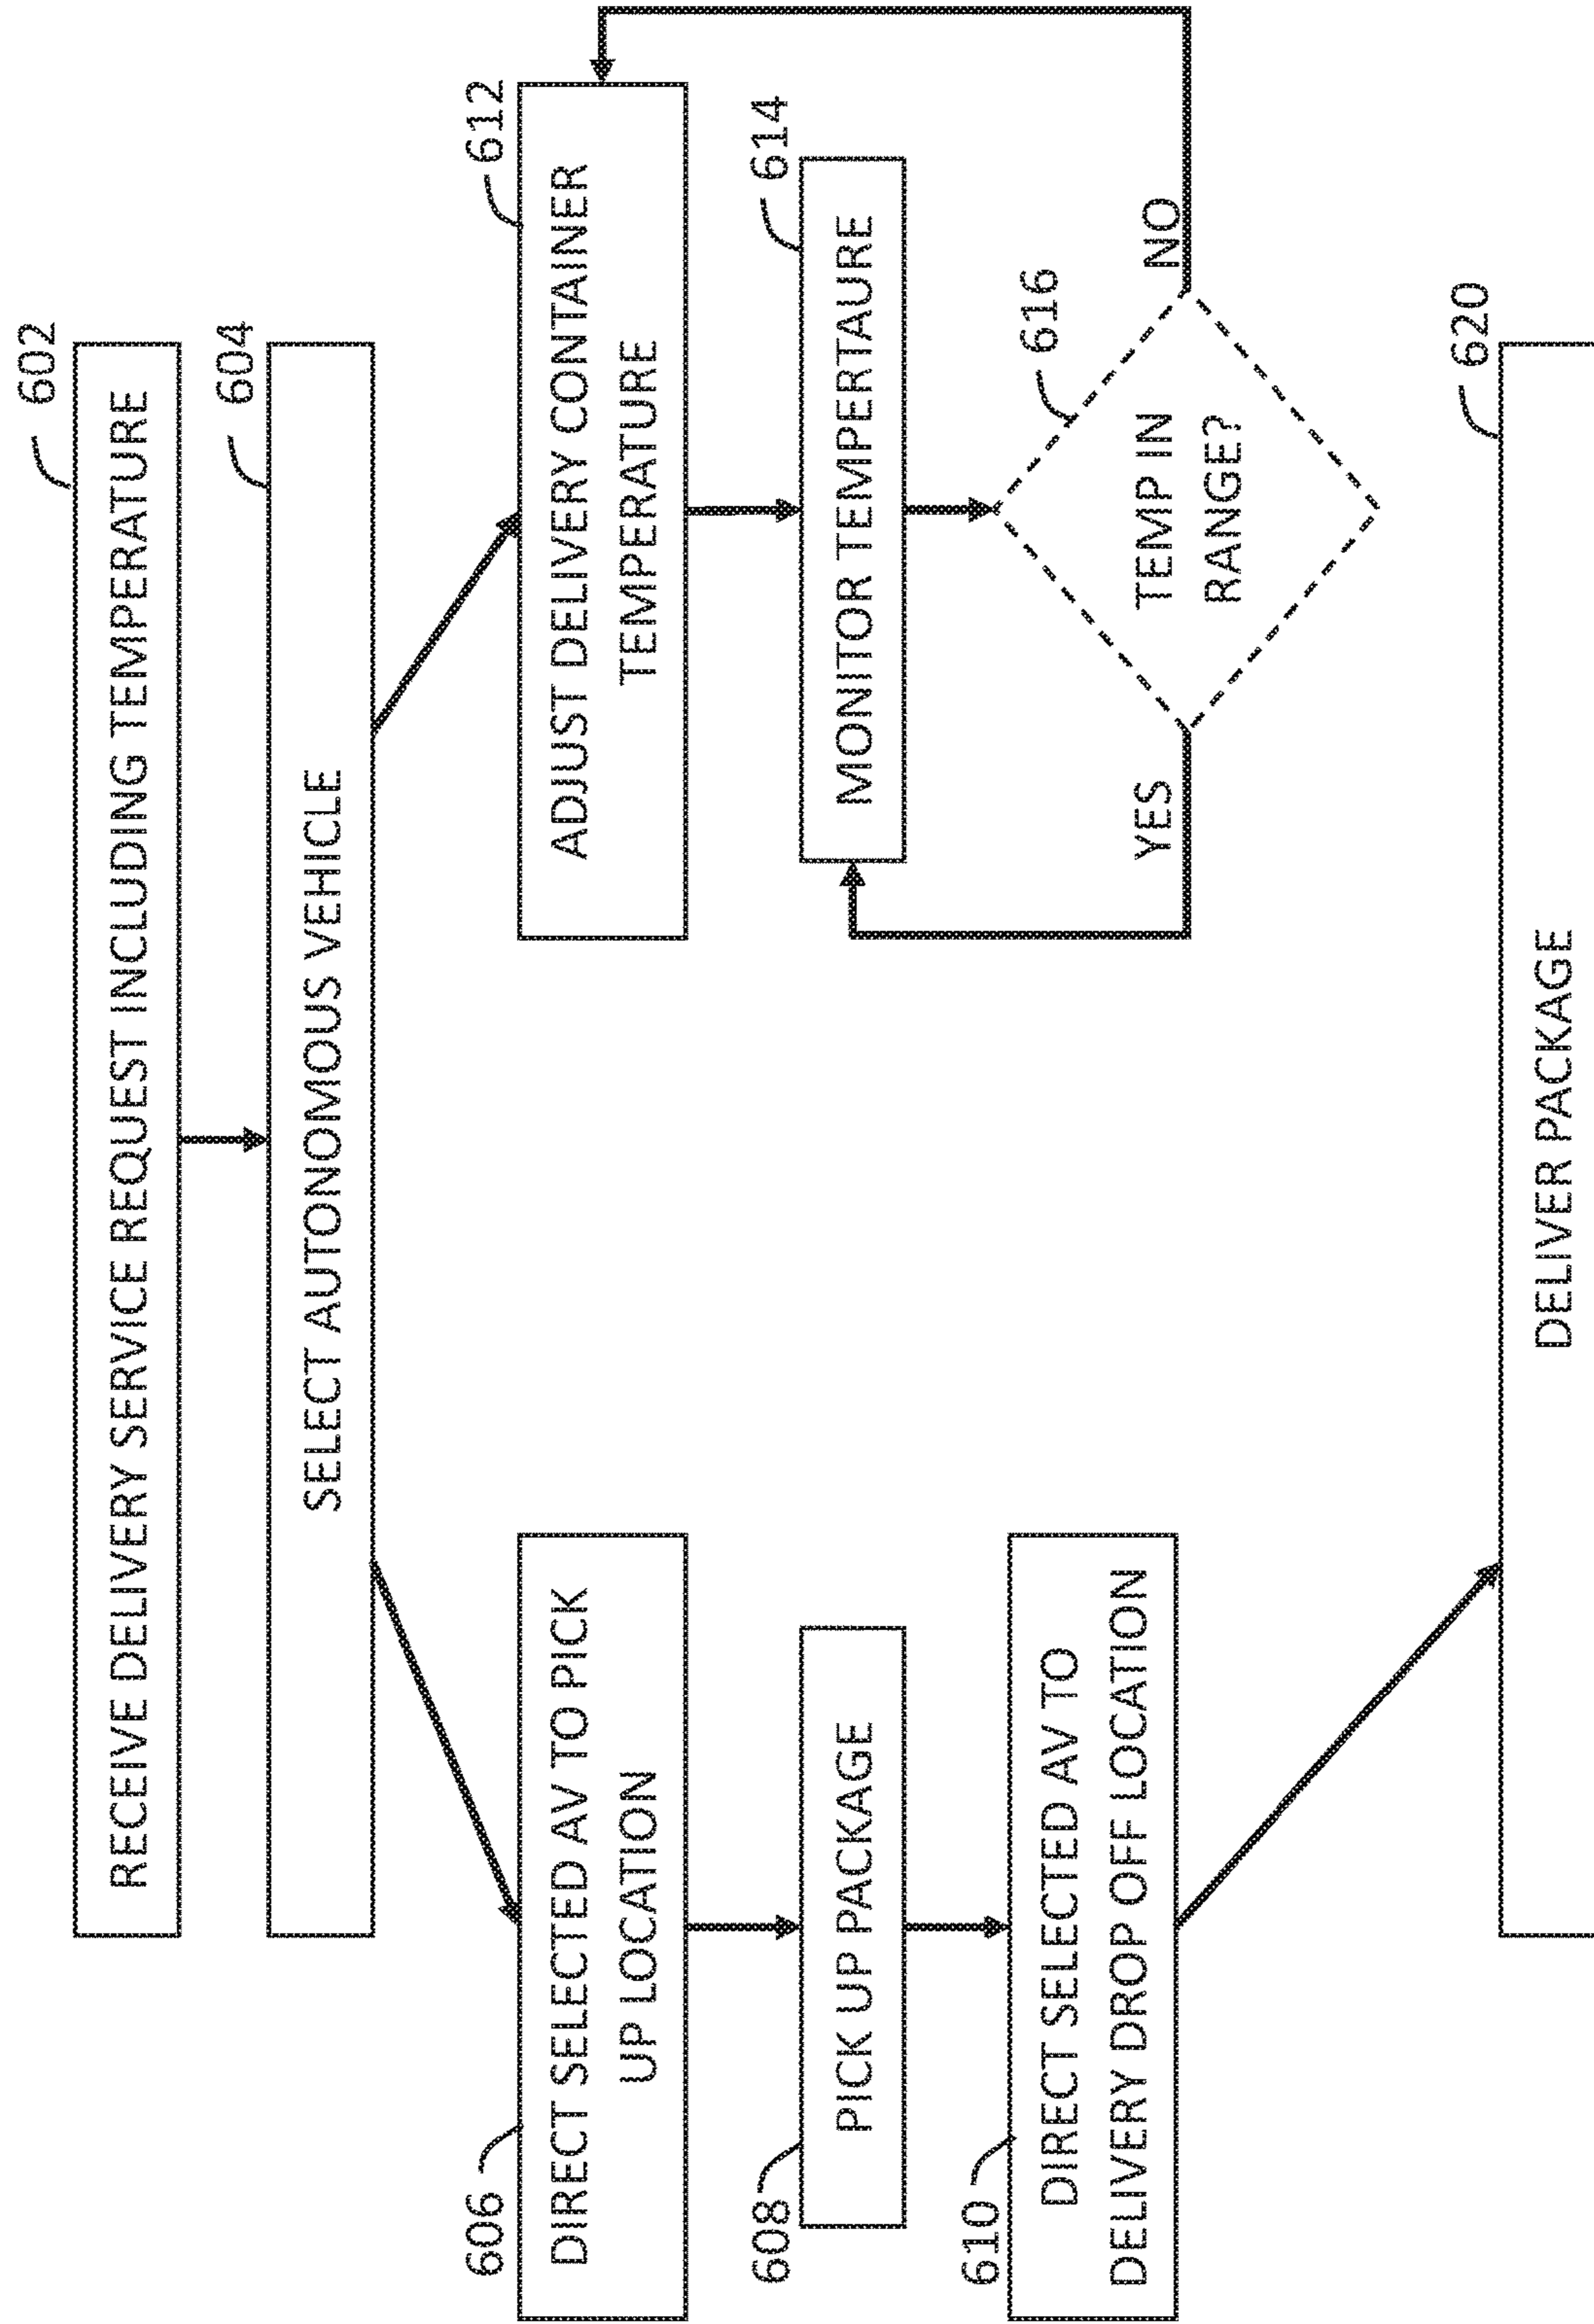 602
RECEIVE DELIVERY SERVICE REQUEST INCLUDING TEMPERATURE
604
SELECT AUTONOMOUS VEHICLE
606
DIRECT SELECTED AV TO PICK
UP LOCATION
608
PICK UP PACKAGE
610
DIRECT SELECTED AV TO
DELIVERY DROP OFF LOCATION
612
ADJUST DELIVERY CONTAINER
TEMPERATURE
614
MONITOR TEMPERTAURE
616
TEMP IN
RANGE?
YES
NO
620
DELIVER PACKAGE